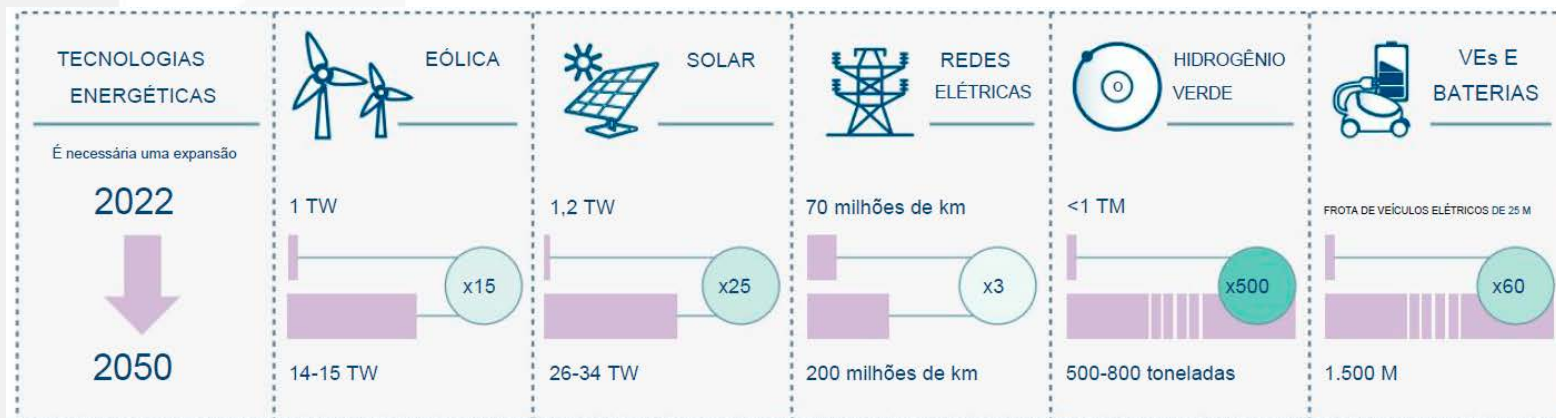 TECNOLOGIAS
ENERGÉTICAS
É necessária uma expansão
2022
2050
EÓLICA
1 TW
x15
14-15 TW
SOLAR
1,2 TW
x25
26-34 TW
REDES
ELÉTRICAS
70 milhões de km
x3
200 milhões de km
HIDROGÊNIO
VERDE
<1 TM
x500
500-800 toneladas
VEs E
BATERIAS
FROTA DE VEÍCULOS ELÉTRICOS DE 25 M
x60
1.500 M